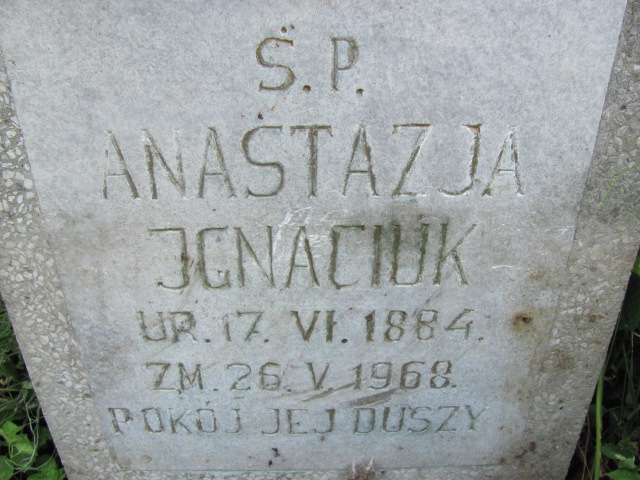 Ś.P.
ANASTAZJA
JGNACIUK
UR. 17. VI. 1884.
ZM. 26. V. 1968.
POKÓJ JEJ DUSZY